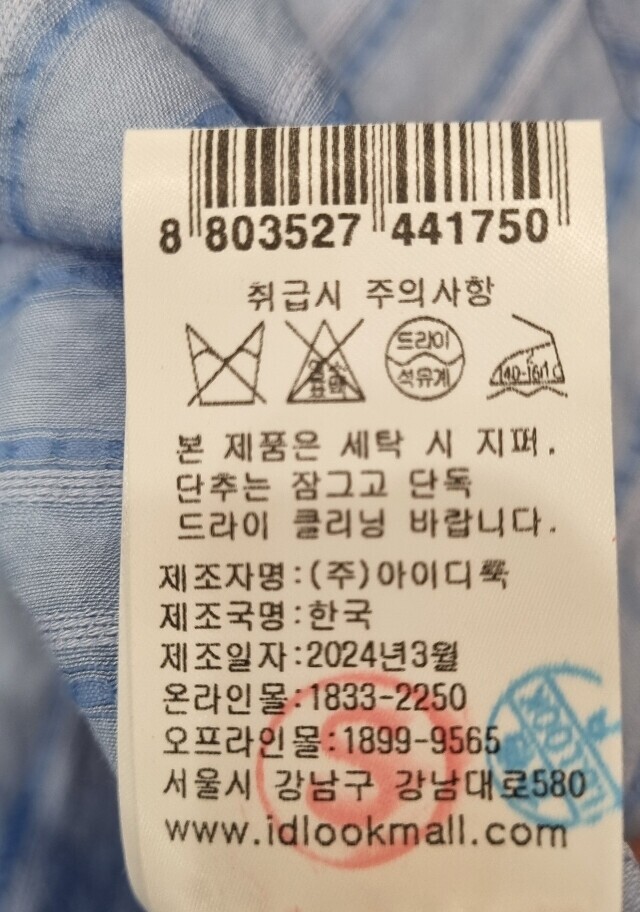 8 803527 441750
취급시 주의사항
드라이
석유계
본 제품은 세탁 시 지퍼.
단추는 잠그고 단독
드라이 클리닝 바랍니다.
제조자명:(주)아이디룩
제조국명:한국
제조일자:2024년3월
온라인몰:1833-2250
오프라인몰:1899-9565
서울시 강남구 강남대로580
www.idlookmall.com
S